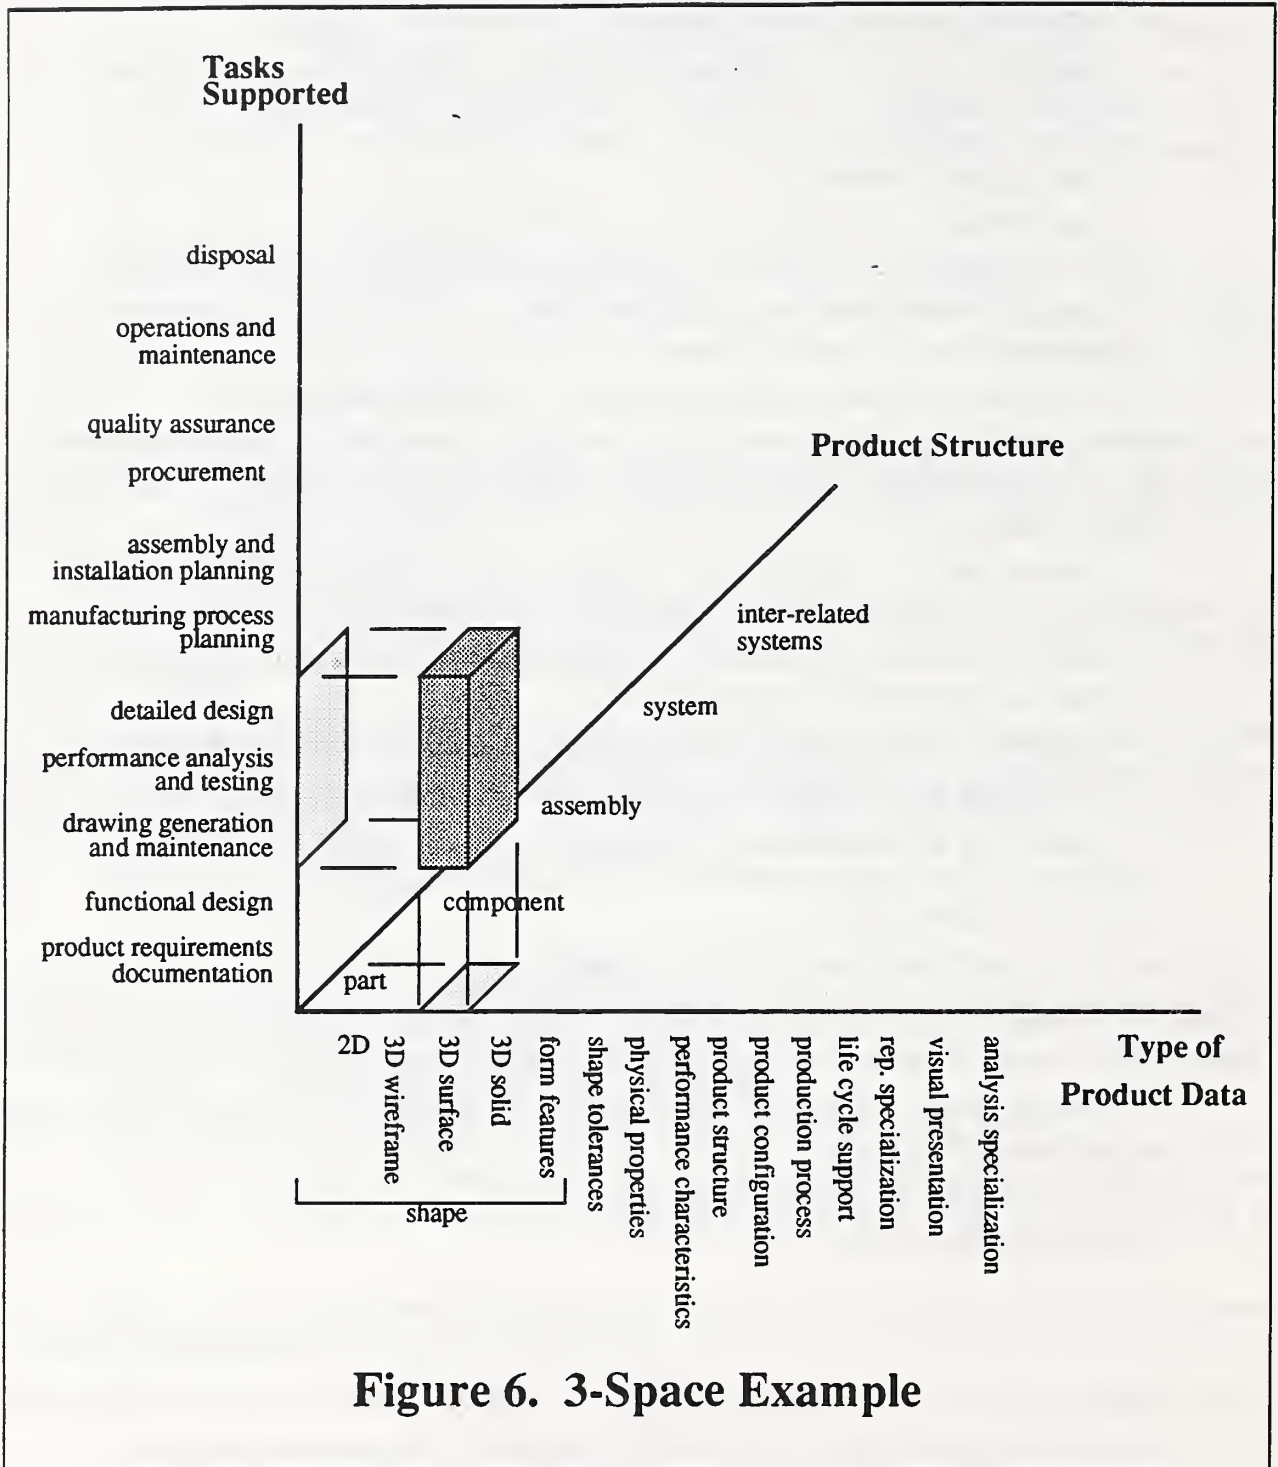 Tasks
Supported
disposal
operations and
maintenance
quality assurance
procurement
assembly and
installation planning
manufacturing process
planning
detailed design
performance analysis
and testing
drawing generation
and maintenance
functional design
product requirements
documentation
Product Structure
inter-related
systems
system
assembly
component
part
2D
3D wireframe
3D surface
3D solid
form features
shape tolerances
physical properties
performance characteristics
product structure
product configuration
production process
life cycle support
rep. specialization
visual presentation
analysis specialization
shape
Type of
Product Data
Figure 6. 3-Space Example